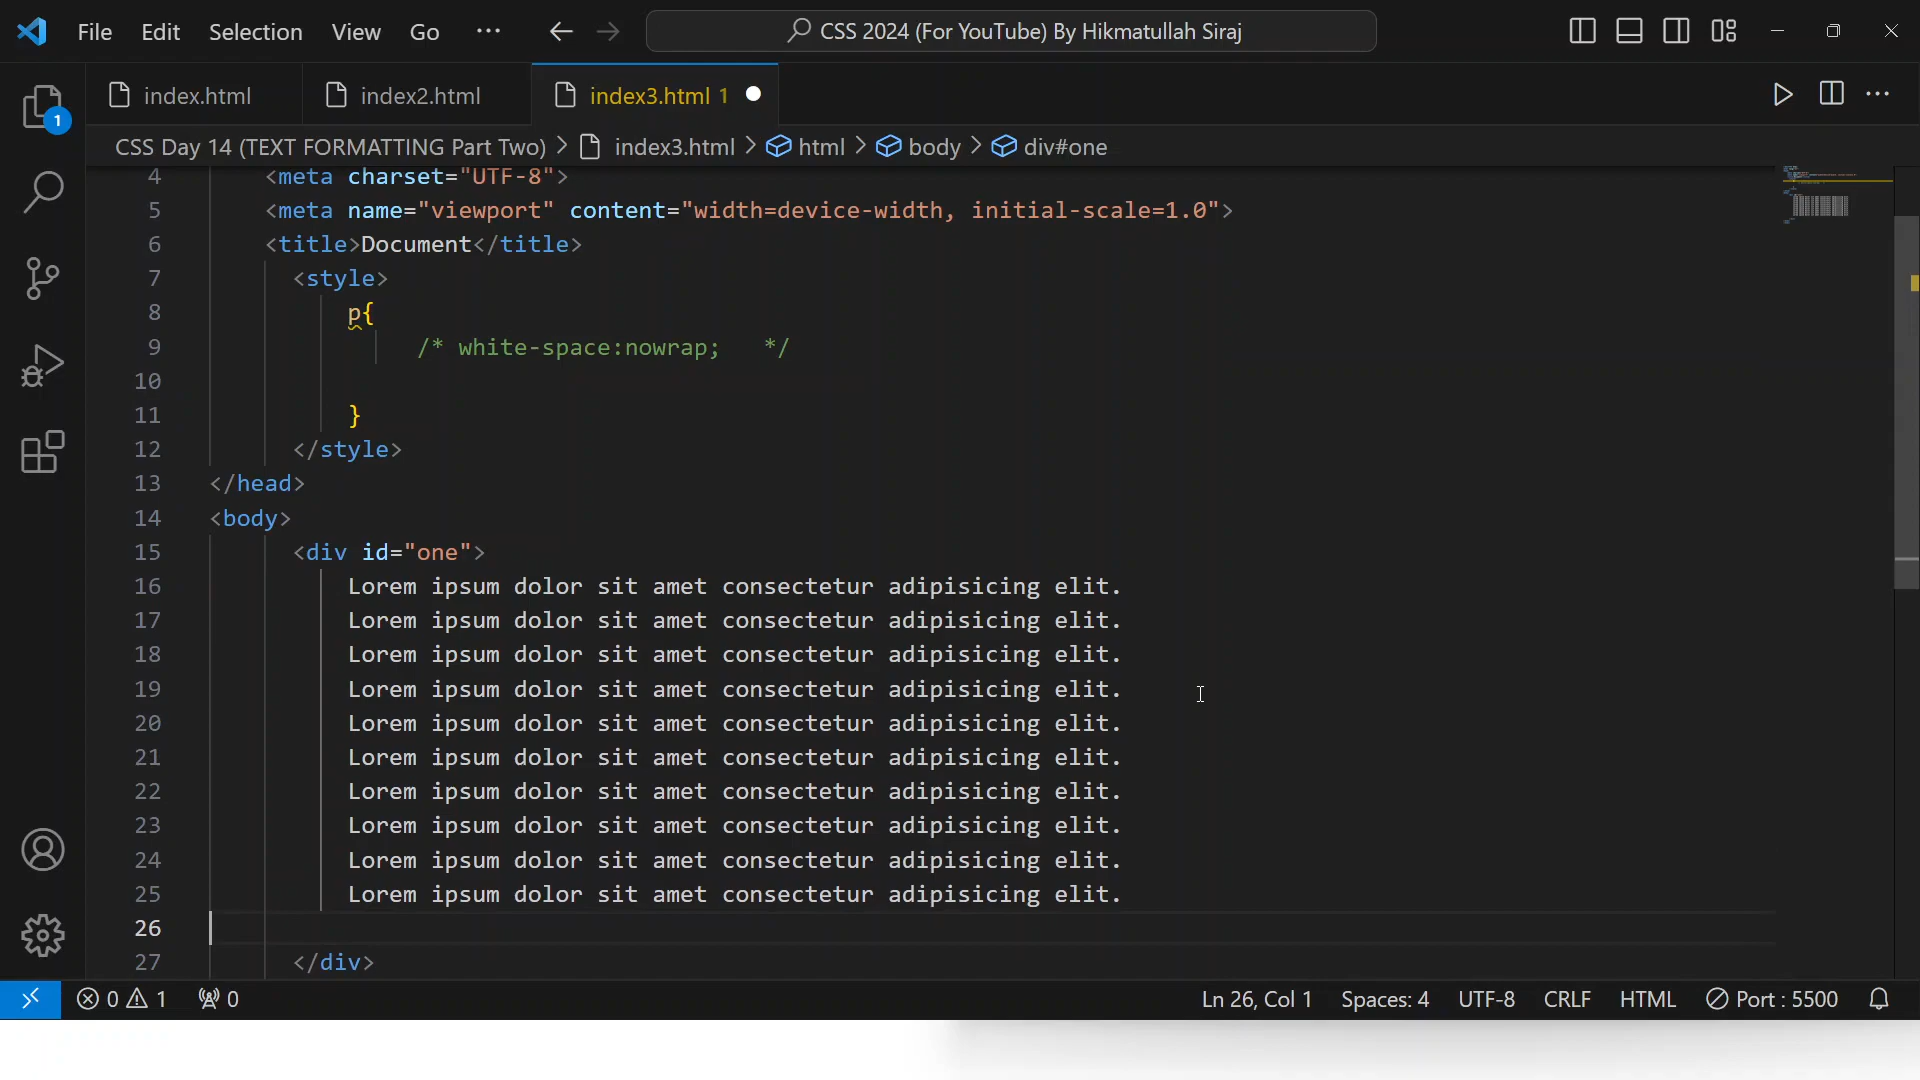 File Edit Selection View Go ··· CSS 2024 (For YouTube) By Hikmatullah Siraj
1 index.html index2.html index3.html 1
CSS Day 14 (TEXT FORMATTING Part Two) > index3.html > html > body > div#one
4 <meta charset="UTF-8">
5 <meta name="viewport" content="width=device-width, initial-scale=1.0">
6 <title>Document</title>
7 <style>
8 p{
9 /* white-space:nowrap;   */
10
11 }
12 </style>
13 </head>
14 <body>
15 <div id="one">
16 Lorem ipsum dolor sit amet consectetur adipisicing elit.
17 Lorem ipsum dolor sit amet consectetur adipisicing elit.
18 Lorem ipsum dolor sit amet consectetur adipisicing elit.
19 Lorem ipsum dolor sit amet consectetur adipisicing elit.
20 Lorem ipsum dolor sit amet consectetur adipisicing elit.
21 Lorem ipsum dolor sit amet consectetur adipisicing elit.
22 Lorem ipsum dolor sit amet consectetur adipisicing elit.
23 Lorem ipsum dolor sit amet consectetur adipisicing elit.
24 Lorem ipsum dolor sit amet consectetur adipisicing elit.
25 Lorem ipsum dolor sit amet consectetur adipisicing elit.
26
27 </div>
0 1 0 Ln 26, Col 1 Spaces: 4 UTF-8 CRLF HTML Port : 5500